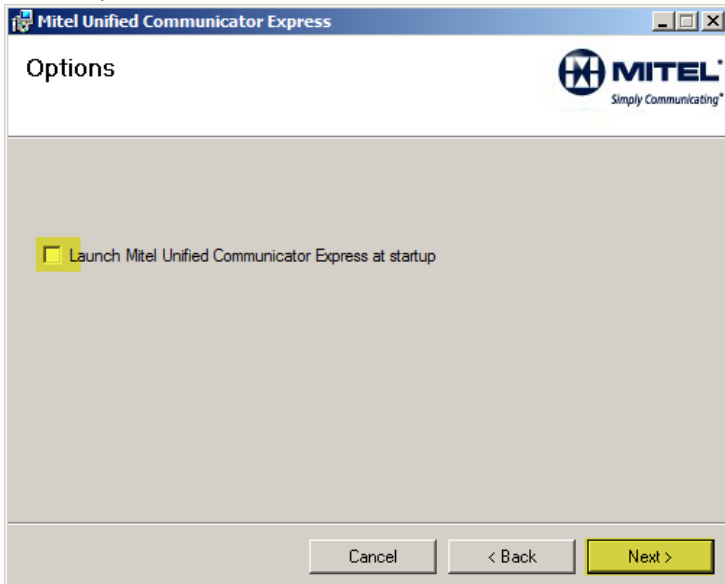 Mitel Unified Communicator Express
Options
MITEL
Simply Communicating
Launch Mitel Unified Communicator Express at startup
Cancel
< Back
Next >